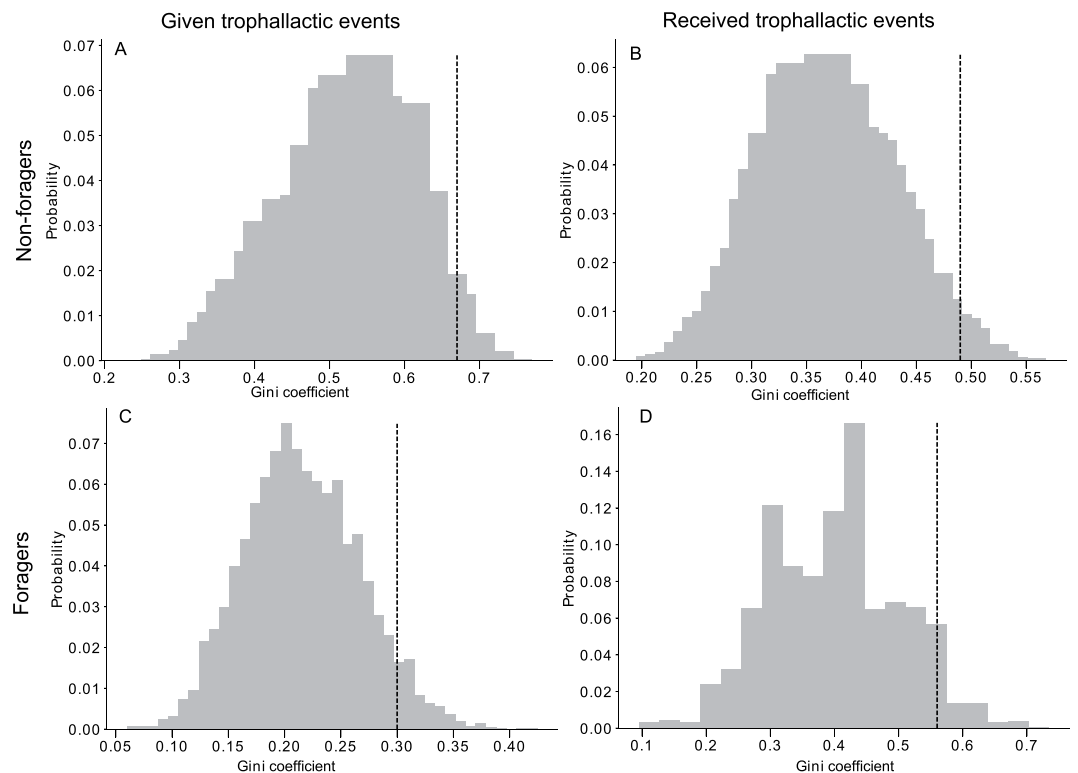 Given trophallactic events
Received trophallactic events
Non-foragers
A
Probability
0.07
0.06
0.05
0.04
0.03
0.02
0.01
0.00
0.2 0.3 0.4 0.5 0.6 0.7
Gini coefficient
B
Probability
0.06
0.05
0.04
0.03
0.02
0.01
0.00
0.20 0.25 0.30 0.35 0.40 0.45 0.50 0.55
Gini coefficient
Foragers
C
Probability
0.07
0.06
0.05
0.04
0.03
0.02
0.01
0.00
0.05 0.10 0.15 0.20 0.25 0.30 0.35 0.40
Gini coefficient
D
Probability
0.16
0.14
0.12
0.10
0.08
0.06
0.04
0.02
0.00
0.1 0.2 0.3 0.4 0.5 0.6 0.7
Gini coefficient